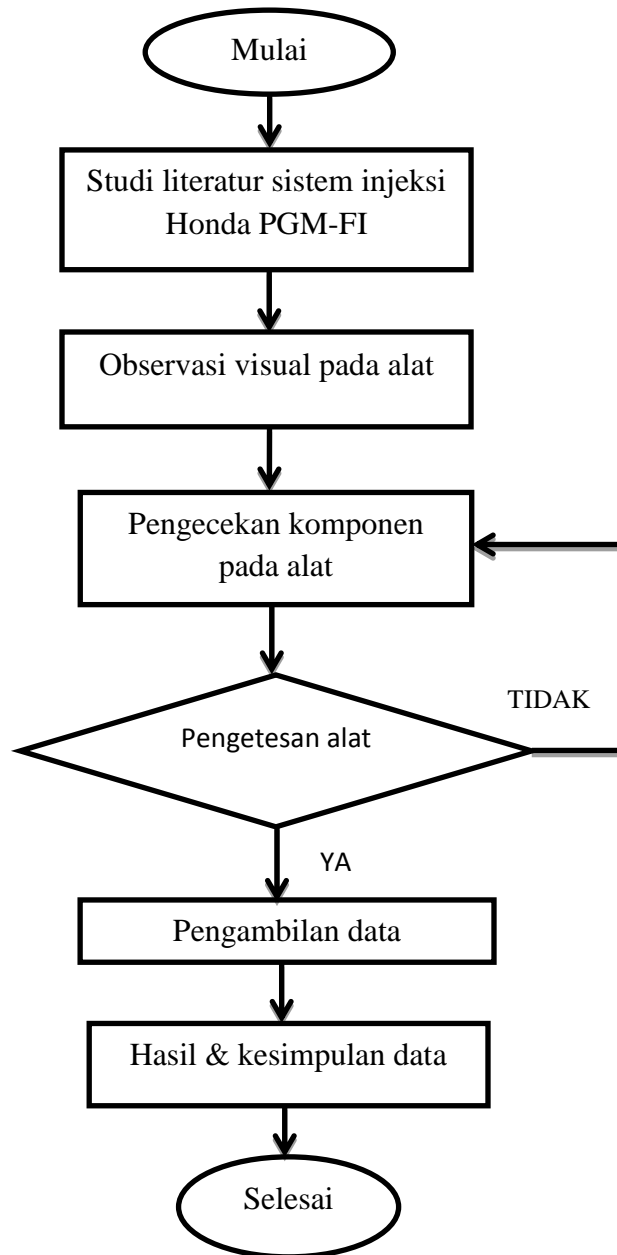 Mulai
Studi literatur sistem injeksi
Honda PGM-FI
Observasi visual pada alat
Pengecekan komponen
pada alat
TIDAK
Pengetesan alat
YA
Pengambilan data
Hasil & kesimpulan data
Selesai